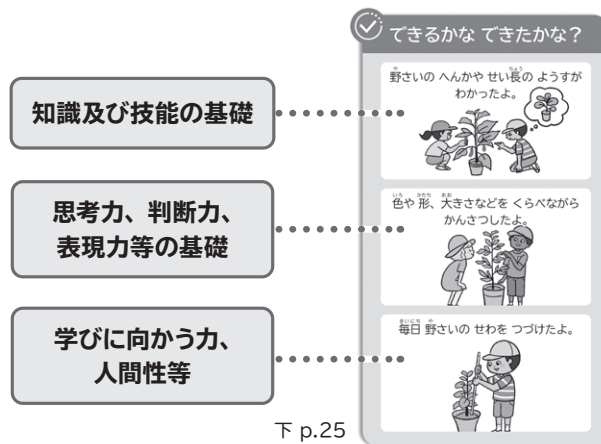 知識及び技能の基礎
思考力、判断力、
表現力等の基礎
学びに向かう力、
人間性等
できるかな できたかな？
野さいの へんかや せい長の ようすが
わかったよ。
色や 形、大きさなどを くらべながら
かんさつしたよ。
毎日 野さいの せわを つづけたよ。
下 p.25